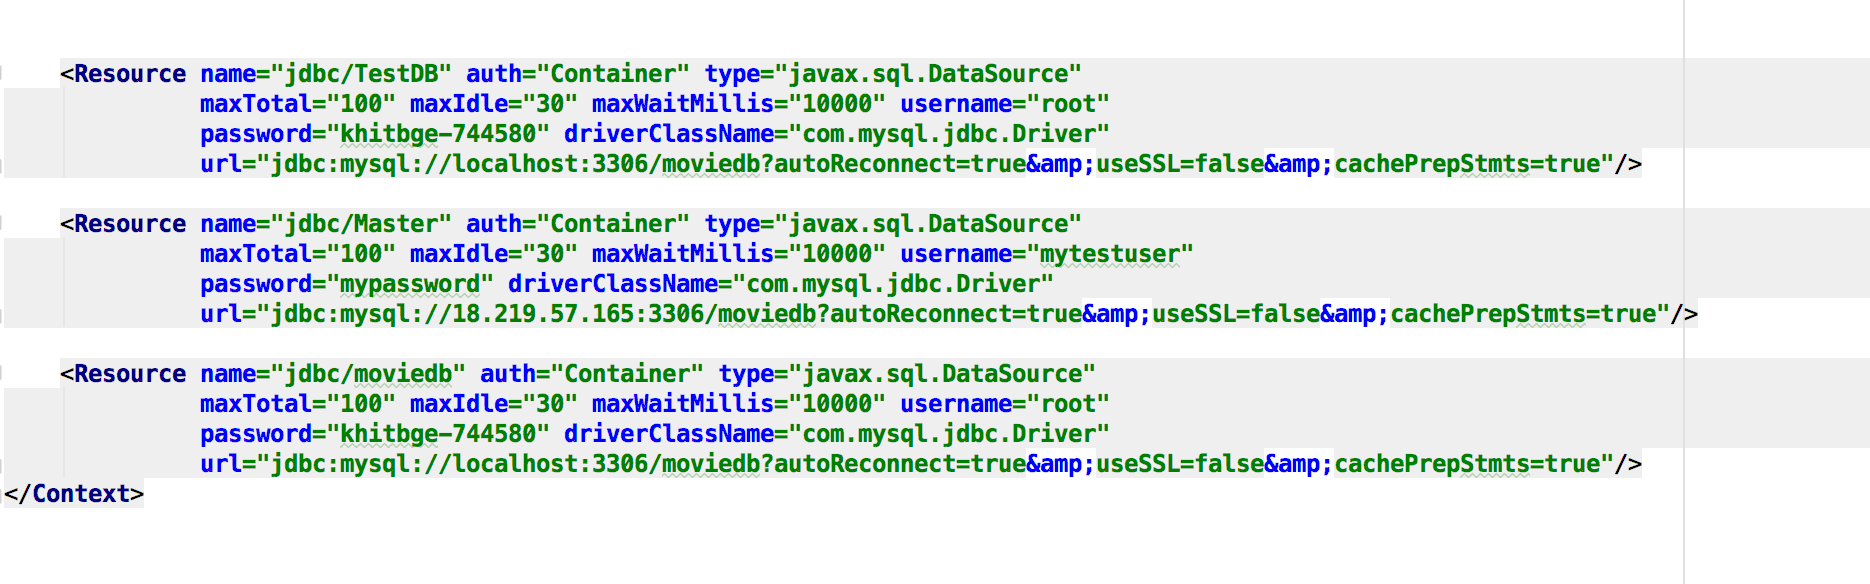 <Resource name="jdbc/TestDB" auth="Container" type="javax.sql.DataSource"
maxTotal="100" maxIdle="30" maxWaitMillis="10000" username="root"
password="khitbge-744580" driverClassName="com.mysql.jdbc.Driver"
url="jdbc:mysql://localhost:3306/moviedb?autoReconnect=true&amp;useSSL=false&amp;cachePrepStmts=true"/>
<Resource name="jdbc/Master" auth="Container" type="javax.sql.DataSource"
maxTotal="100" maxIdle="30" maxWaitMillis="10000" username="mytestuser"
password="mypassword" driverClassName="com.mysql.jdbc.Driver"
url="jdbc:mysql://18.219.57.165:3306/moviedb?autoReconnect=true&amp;useSSL=false&amp;cachePrepStmts=true"/>
<Resource name="jdbc/moviedb" auth="Container" type="javax.sql.DataSource"
maxTotal="100" maxIdle="30" maxWaitMillis="10000" username="root"
password="khitbge-744580" driverClassName="com.mysql.jdbc.Driver"
url="jdbc:mysql://localhost:3306/moviedb?autoReconnect=true&amp;useSSL=false&amp;cachePrepStmts=true"/>
</Context>